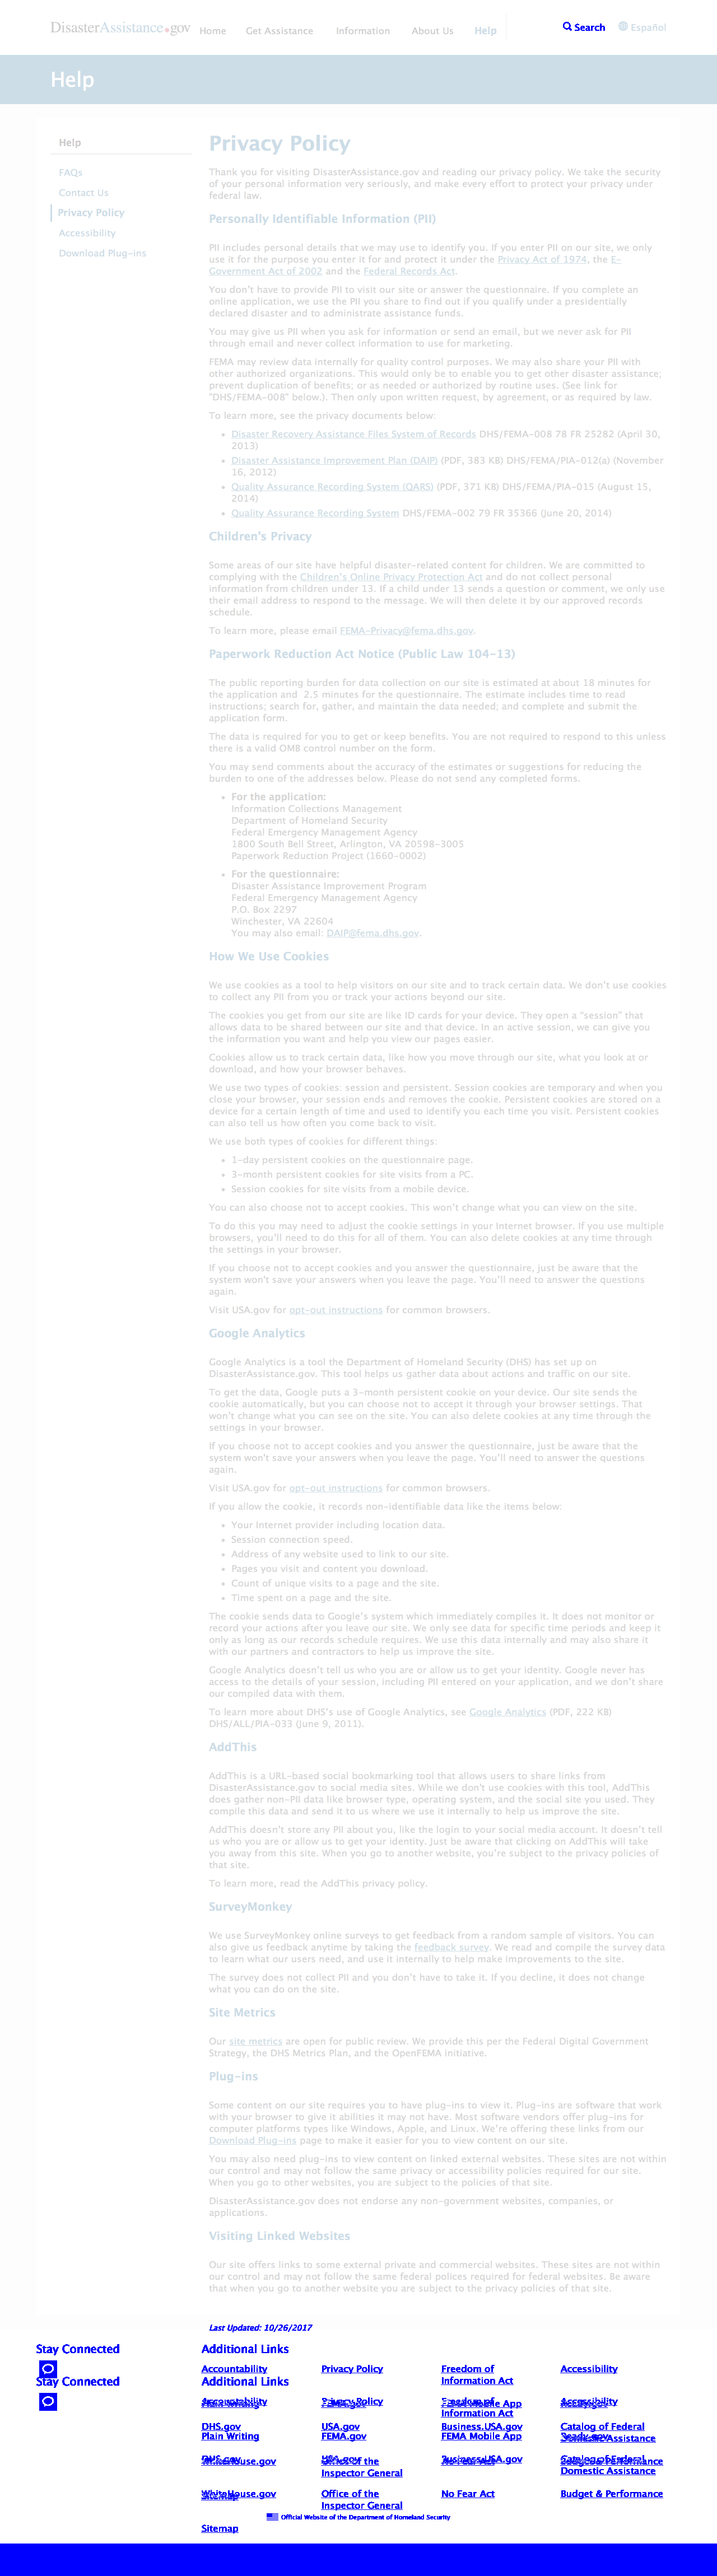 DisasterAssistance.gov Home Get Assistance Information About Us Help Search Español
Help
Help
FAQs
Contact Us
Privacy Policy
Accessibility
Download Plug-ins
Privacy Policy
Thank you for visiting DisasterAssistance.gov and reading our privacy policy. We take the security
of your personal information very seriously, and make every effort to protect your privacy under
federal law.
Personally Identifiable Information (PII)
PII includes personal details that we may use to identify you. If you enter PII on our site, we only
use it for the purpose you enter it for and protect it under the Privacy Act of 1974, the E-
Government Act of 2002 and the Federal Records Act.
You don't have to provide PII to visit our site or answer the questionnaire. If you complete an
online application, we use the PII you share to find out if you qualify under a presidentially
declared disaster and to administrate assistance funds.
You may give us PII when you ask for information or send an email, but we never ask for PII
through email and never collect information to use for marketing.
FEMA may review data internally for quality control purposes. We may also share your PII with
other authorized organizations. This would only be to enable you to get other disaster assistance;
prevent duplication of benefits; or as needed or authorized by routine uses. (See link for
"DHS/FEMA-008" below.). Then only upon written request, by agreement, or as required by law.
To learn more, see the privacy documents below:
• Disaster Recovery Assistance Files System of Records DHS/FEMA-008 78 FR 25282 (April 30,
2013)
• Disaster Assistance Improvement Plan (DAIP) (PDF, 383 KB) DHS/FEMA/PIA-012(a) (November
16, 2012)
• Quality Assurance Recording System (QARS) (PDF, 371 KB) DHS/FEMA/PIA-015 (August 15,
2014)
• Quality Assurance Recording System DHS/FEMA-002 79 FR 35366 (June 20, 2014)
Children's Privacy
Some areas of our site have helpful disaster-related content for children. We are committed to
complying with the Children's Online Privacy Protection Act and do not collect personal
information from children under 13. If a child under 13 sends a question or comment, we only use
their email address to respond to the message. We will then delete it by our approved records
schedule.
To learn more, please email FEMA-Privacy@fema.dhs.gov.
Paperwork Reduction Act Notice (Public Law 104-13)
The public reporting burden for data collection on our site is estimated at about 18 minutes for
the application and 2.5 minutes for the questionnaire. The estimate includes time to read
instructions; search for, gather, and maintain the data needed; and complete and submit the
application form.
The data is required for you to get or keep benefits. You are not required to respond to this unless
there is a valid OMB control number on the form.
You may send comments about the accuracy of the estimates or suggestions for reducing the
burden to one of the addresses below. Please do not send any completed forms.
• For the application:
Information Collections Management
Department of Homeland Security
Federal Emergency Management Agency
1800 South Bell Street, Arlington, VA 20598-3005
Paperwork Reduction Project (1660-0002)
• For the questionnaire:
Disaster Assistance Improvement Program
Federal Emergency Management Agency
P.O. Box 2297
Winchester, VA 22604
You may also email: DAIP@fema.dhs.gov.
How We Use Cookies
We use cookies as a tool to help visitors on our site and to track certain data. We don't use cookies
to collect any PII from you or track your actions beyond our site.
The cookies you get from our site are like ID cards for your device. They open a "session" that
allows data to be shared between our site and that device. In an active session, we can give you
the information you want and help you view our pages easier.
Cookies allow us to track certain data, like how you move through our site, what you look at or
download, and how your browser behaves.
We use two types of cookies: session and persistent. Session cookies are temporary and when you
close your browser, your session ends and removes the cookie. Persistent cookies are stored on a
device for a certain length of time and used to identify you each time you visit. Persistent cookies
can also tell us how often you come back to visit.
We use both types of cookies for different things:
• 1-day persistent cookies on the questionnaire page.
• 3-month persistent cookies for site visits from a PC.
• Session cookies for site visits from a mobile device.
You can also choose not to accept cookies. This won't change what you can view on the site.
To do this you may need to adjust the cookie settings in your Internet browser. If you use multiple
browsers, you'll need to do this for all of them. You can also delete cookies at any time through
the settings in your browser.
If you choose not to accept cookies and you answer the questionnaire, just be aware that the
system won't save your answers when you leave the page. You'll need to answer the questions
again.
Visit USA.gov for opt-out instructions for common browsers.
Google Analytics
Google Analytics is a tool the Department of Homeland Security (DHS) has set up on
DisasterAssistance.gov. This tool helps us gather data about actions and traffic on our site.
To get the data, Google puts a 3-month persistent cookie on your device. Our site sends the
cookie automatically, but you can choose not to accept it through your browser settings. That
won't change what you can see on the site. You can also delete cookies at any time through the
settings in your browser.
If you choose not to accept cookies and you answer the questionnaire, just be aware that the
system won't save your answers when you leave the page. You'll need to answer the questions
again.
Visit USA.gov for opt-out instructions for common browsers.
If you allow the cookie, it records non-identifiable data like the items below:
• Your Internet provider including location data.
• Session connection speed.
• Address of any website used to link to our site.
• Pages you visit and content you download.
• Count of unique visits to a page and the site.
• Time spent on a page and the site.
The cookie sends data to Google's system which immediately compiles it. It does not monitor or
record your actions after you leave our site. We only see data for specific time periods and keep it
only as long as our records schedule requires. We use this data internally and may also share it
with our partners and contractors to help us improve the site.
Google Analytics doesn't tell us who you are or allow us to get your identity. Google never has
access to the details of your session, including PII entered on your application, and we don't share
our compiled data with them.
To learn more about DHS's use of Google Analytics, see Google Analytics (PDF, 222 KB)
DHS/ALL/PIA-033 (June 9, 2011).
AddThis
AddThis is a URL-based social bookmarking tool that allows users to share links from
DisasterAssistance.gov to social media sites. While we don't use cookies with this tool, AddThis
does gather non-PII data like browser type, operating system, and the social site you used. They
compile this data and send it to us where we use it internally to help us improve the site.
AddThis doesn't store any PII about you, like the login to your social media account. It doesn't tell
us who you are or allow us to get your identity. Just be aware that clicking on AddThis will take
you away from this site. When you go to another website, you're subject to the privacy policies of
that site.
To learn more, read the AddThis privacy policy.
SurveyMonkey
We use SurveyMonkey online surveys to get feedback from a random sample of visitors. You can
also give us feedback anytime by taking the feedback survey. We read and compile the survey data
to learn what our users need, and use it internally to help make improvements to the site.
The survey does not collect PII and you don't have to take it. If you decline, it does not change
what you can do on the site.
Site Metrics
Our site metrics are open for public review. We provide this per the Federal Digital Government
Strategy, the DHS Metrics Plan, and the OpenFEMA initiative.
Plug-ins
Some content on our site requires you to have plug-ins to view it. Plug-ins are software that work
with your browser to give it abilities it may not have. Most software vendors offer plug-ins for
computer platforms types like Windows, Apple, and Linux. We're offering these links from our
Download Plug-ins page to make it easier for you to view content on our site.
You may also need plug-ins to view content on linked external websites. These sites are not within
our control and may not follow the same privacy or accessibility policies required for our site.
When you go to other websites, you are subject to the policies of that site.
DisasterAssistance.gov does not endorse any non-government websites, companies, or
applications.
Visiting Linked Websites
Our site offers links to some external private and commercial websites. These sites are not within
our control and may not follow the same federal polices required for federal websites. Be aware
that when you go to another website you are subject to the privacy policies of that site.
Last Updated: 10/26/2017
Stay Connected Additional Links
Accountability Privacy Policy Freedom of Accessibility
Information Act
Stay Connected Additional Links
Accountability Privacy Policy Freedom of Accessibility
Plain Writing FEMA.gov FEMA Mobile App Ready.gov
Information Act
DHS.gov USA.gov Business.USA.gov Catalog of Federal
Plain Writing FEMA.gov FEMA Mobile App Ready.gov
Domestic Assistance
DHS.gov USA.gov Business.USA.gov Catalog of Federal
WhiteHouse.gov Office of the No Fear Act Budget & Performance
Inspector General Domestic Assistance
WhiteHouse.gov Office of the No Fear Act Budget & Performance
Sitemap
Inspector General
Official Website of the Department of Homeland Security
Sitemap